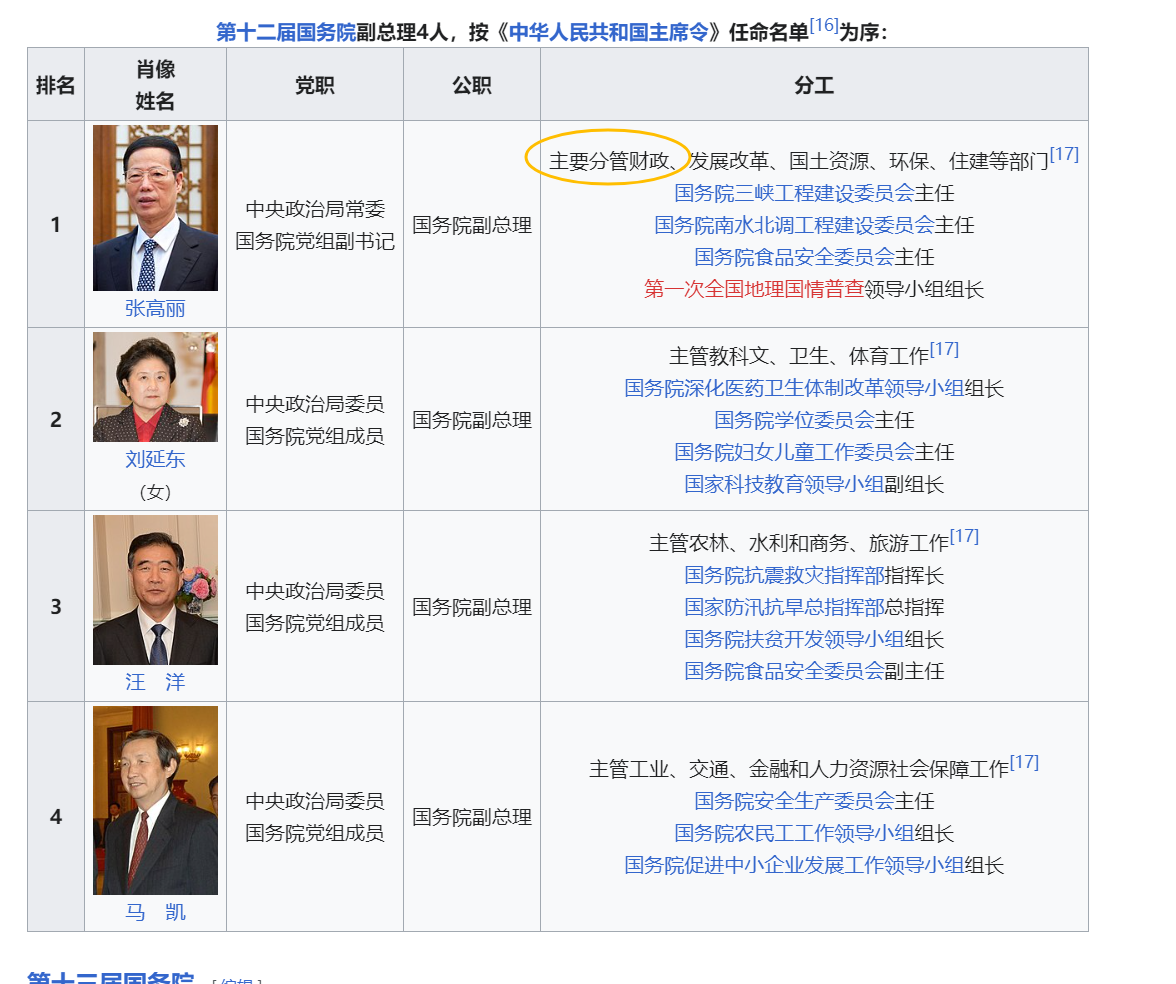 第十二届国务院副总理4人，按《中华人民共和国主席令》任命名单[16]为序：
排名
肖像
姓名
党职
公职
分工
1
张高丽
中央政治局常委
国务院党组副书记
国务院副总理
主要分管财政、发展改革、国土资源、环保、住建等部门[17]
国务院三峡工程建设委员会主任
国务院南水北调工程建设委员会主任
国务院食品安全委员会主任
第一次全国地理国情普查领导小组组长
2
刘延东
（女）
中央政治局委员
国务院党组成员
国务院副总理
主管教科文、卫生、体育工作[17]
国务院深化医药卫生体制改革领导小组组长
国务院学位委员会主任
国务院妇女儿童工作委员会主任
国家科技教育领导小组副组长
3
汪　洋
中央政治局委员
国务院党组成员
国务院副总理
主管农林、水利和商务、旅游工作[17]
国务院抗震救灾指挥部指挥长
国家防汛抗旱总指挥部总指挥
国务院扶贫开发领导小组组长
国务院食品安全委员会副主任
4
马　凯
中央政治局委员
国务院党组成员
国务院副总理
主管工业、交通、金融和人力资源社会保障工作[17]
国务院安全生产委员会主任
国务院农民工工作领导小组组长
国务院促进中小企业发展工作领导小组组长
第十三届国务院 [编辑]